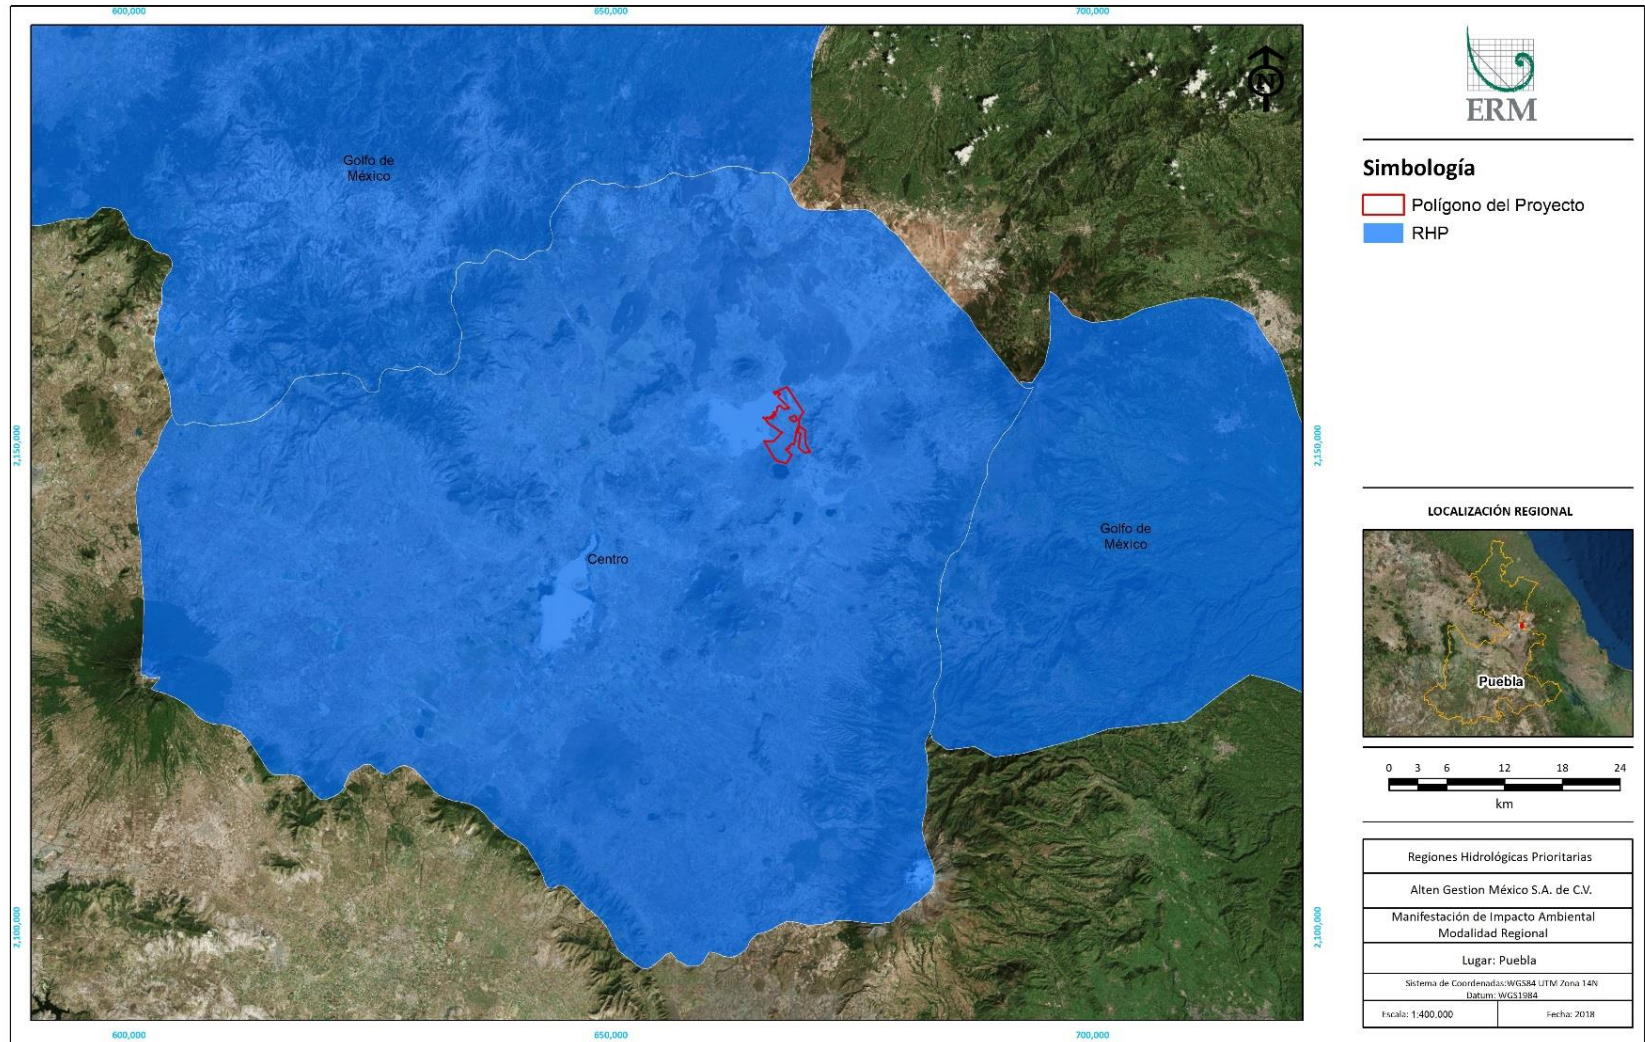 600,000
650,000
700,000
N
ERM
Simbología
Polígono del Proyecto
RHP
Golfo de
México
2,150,000
2,150,000
LOCALIZACIÓN REGIONAL
Golfo de
México
Centro
Puebla
0 3 6 12 18 24
km
Regiones Hidrológicas Prioritarias
Alten Gestion México S.A. de C.V.
Manifestación de Impacto Ambiental
Modalidad Regional
2,100,000
2,100,000
Lugar: Puebla
Sistema de Coordenadas:WGS84 UTM Zona 14N
Datum: WGS1984
Escala: 1:400,000
Fecha: 2018
600,000
650,000
700,000